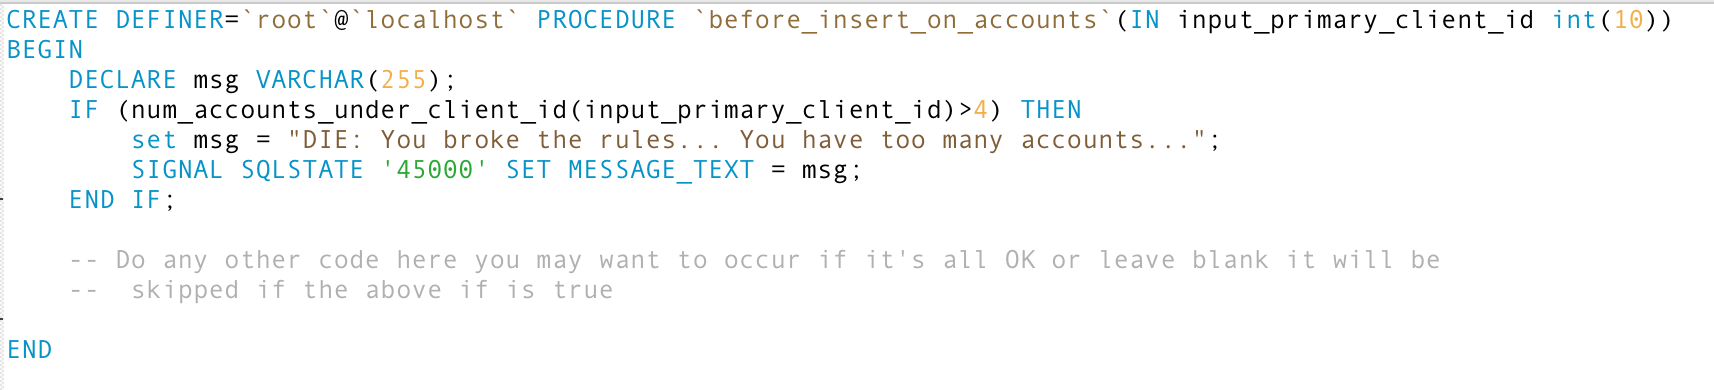 CREATE DEFINER=`root`@`localhost` PROCEDURE `before_insert_on_accounts`(IN input_primary_client_id int(10))
BEGIN
    DECLARE msg VARCHAR(255);
    IF (num_accounts_under_client_id(input_primary_client_id)>4) THEN
        set msg = "DIE: You broke the rules... You have too many accounts...";
        SIGNAL SQLSTATE '45000' SET MESSAGE_TEXT = msg;
    END IF;

    -- Do any other code here you may want to occur if it's all OK or leave blank it will be
    --  skipped if the above if is true

END